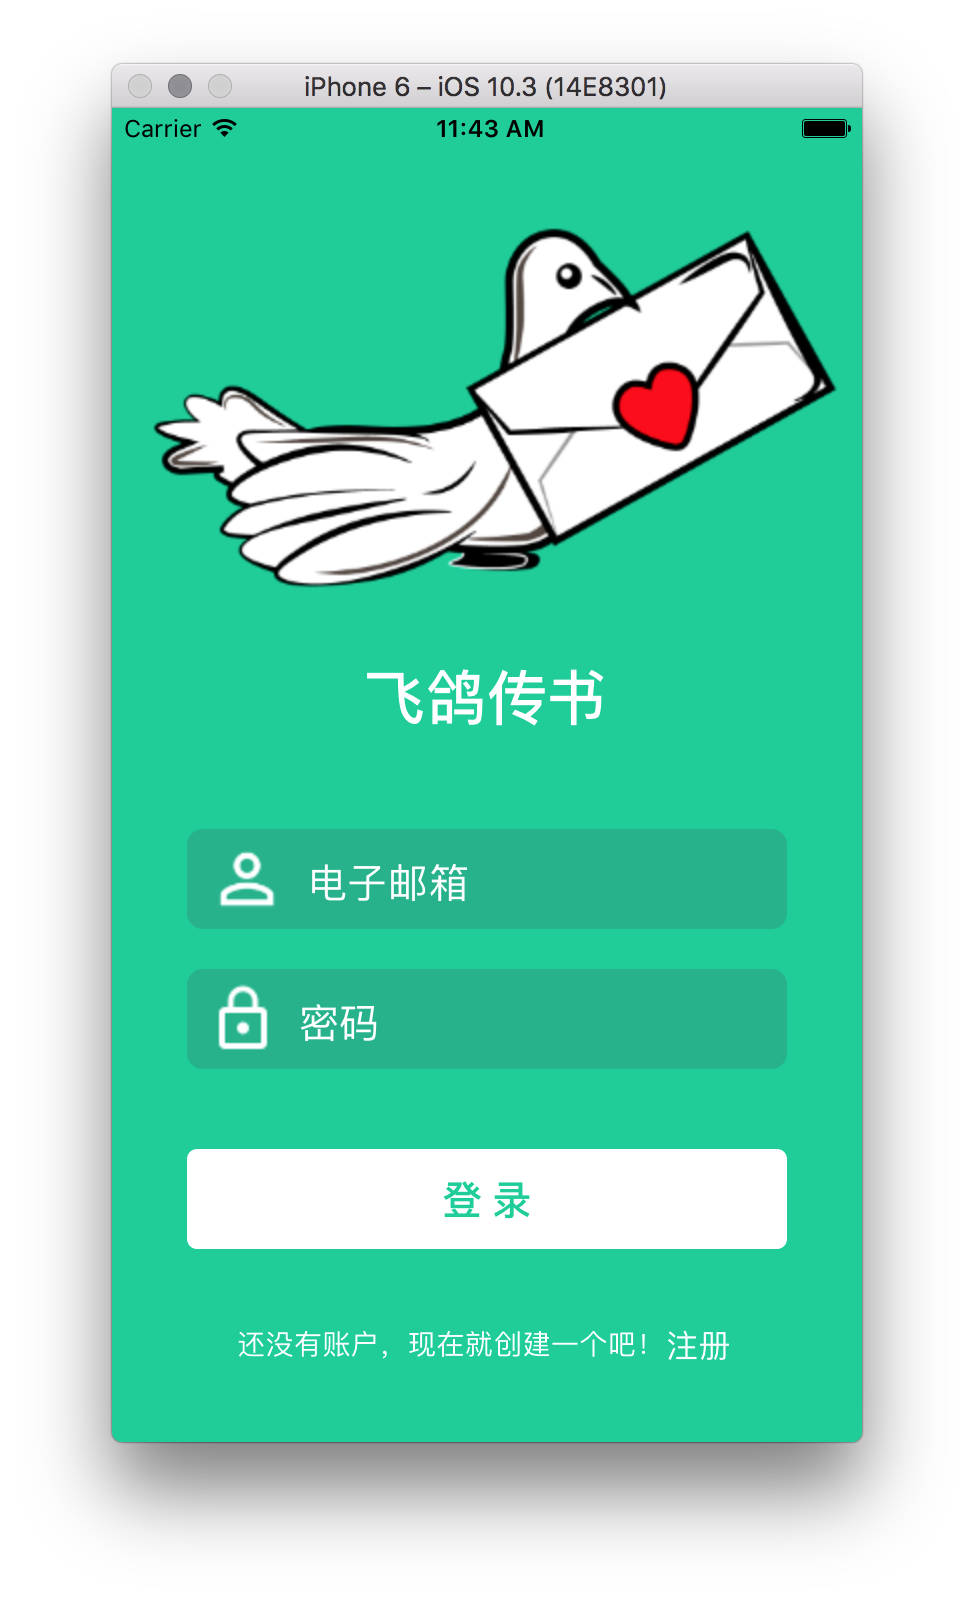 iPhone 6 – iOS 10.3 (14E8301)
Carrier 11:43 AM
飞鸽传书
电子邮箱
密码
登 录
还没有账户，现在就创建一个吧！ 注册